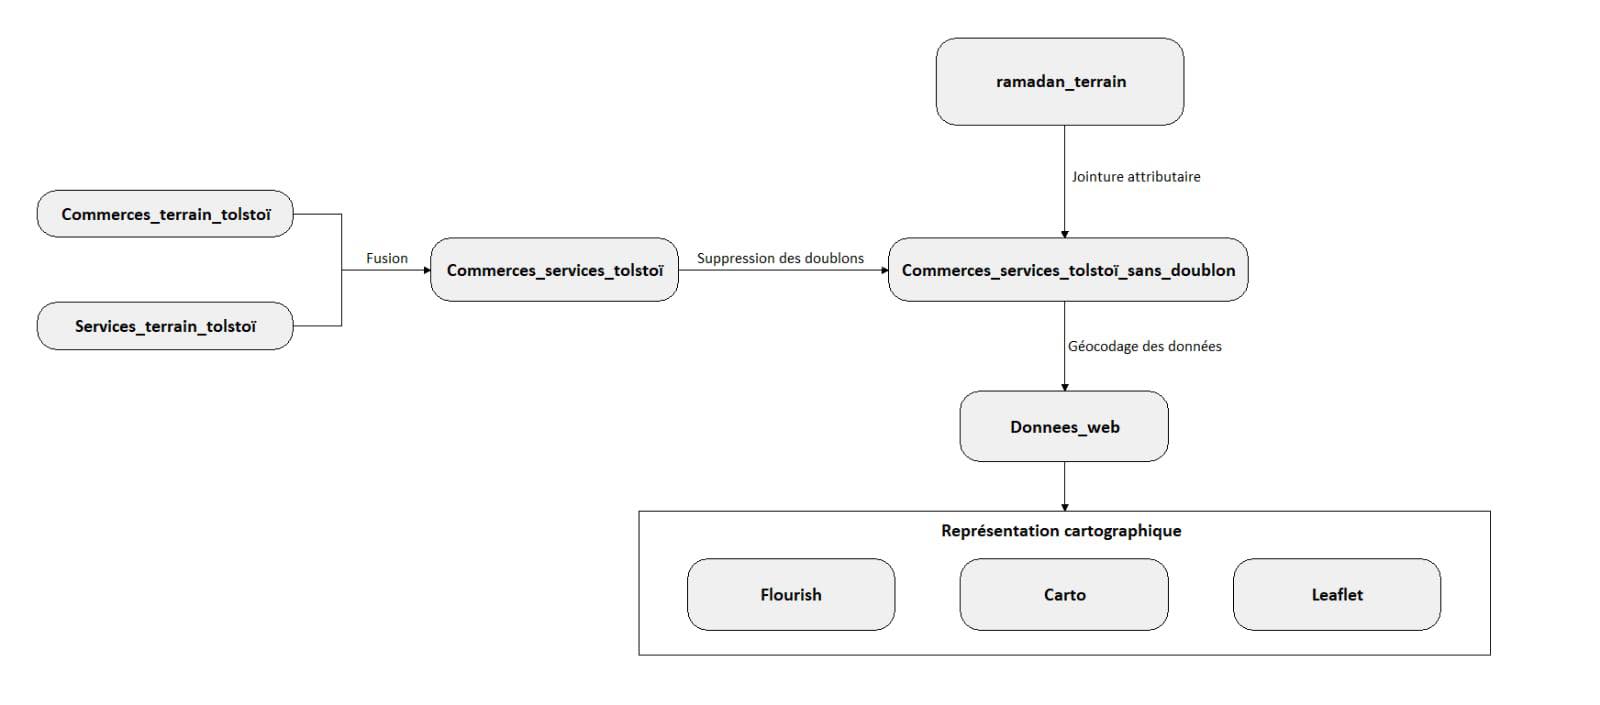 ramadan_terrain
Jointure attributaire
Commerces_terrain_tolstoï
Fusion
Commerces_services_tolstoï
Suppression des doublons
Commerces_services_tolstoï_sans_doublon
Services_terrain_tolstoï
Géocodage des données
Donnees_web
Représentation cartographique
Flourish
Carto
Leaflet